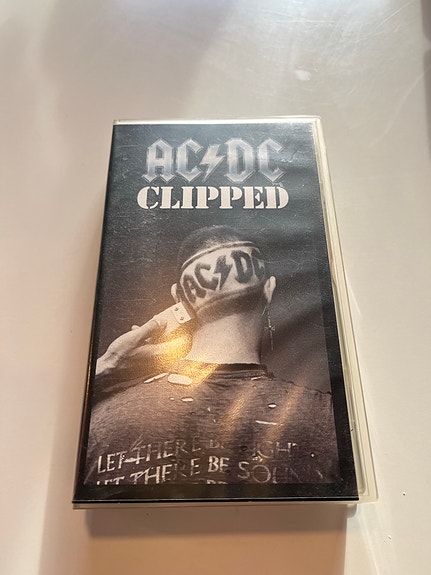 AC⚡DC
CLIPPED
AC⚡DC
LET THERE BE LIGHT
LET THERE BE SOUND